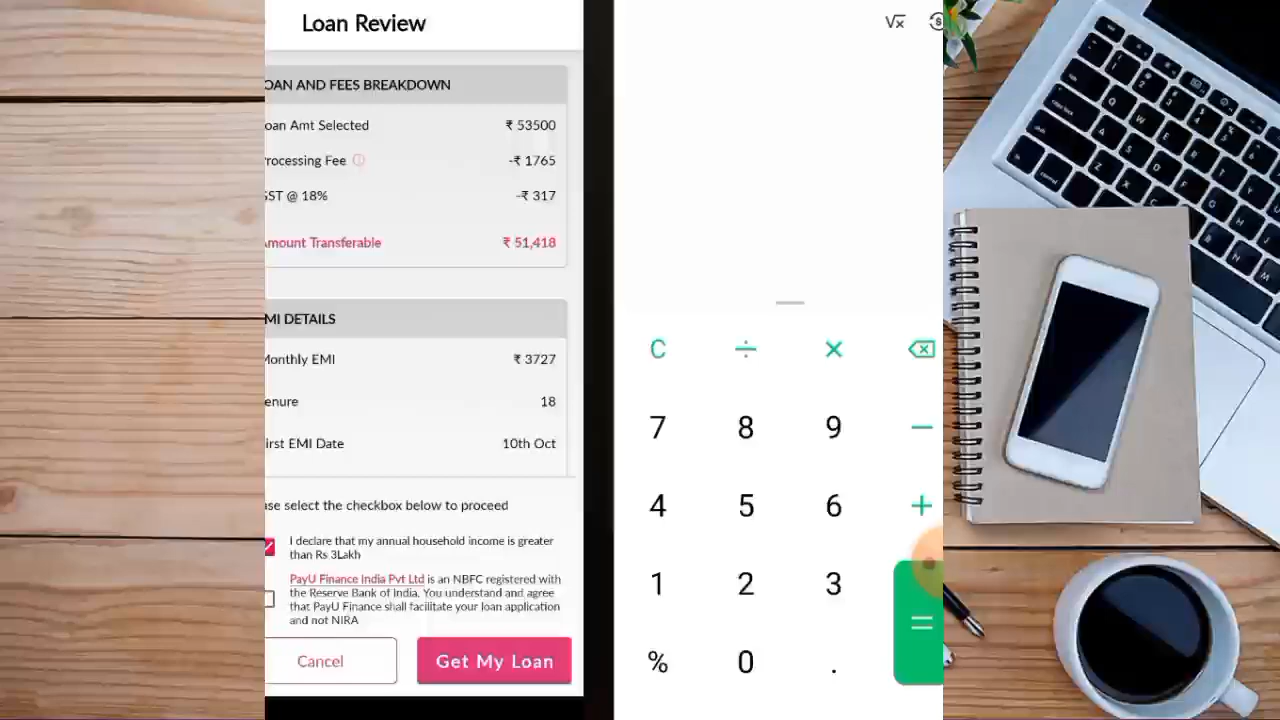 Loan Review
OAN AND FEES BREAKDOWN
oan Amt Selected ₹ 53500
rocessing Fee -₹ 1765
ST @ 18% -₹ 317
mount Transferable ₹ 51,418
MI DETAILS
Monthly EMI ₹ 3727
enure 18
irst EMI Date 10th Oct
ase select the checkbox below to proceed
I declare that my annual household income is greater
than Rs 3Lakh
PayU Finance India Pvt Ltd is an NBFC registered with
the Reserve Bank of India. You understand and agree
that PayU Finance shall facilitate your loan application
and not NIRA
Cancel Get My Loan
√x
C ÷ ×
7 8 9 −
4 5 6 +
1 2 3
=
% 0 .